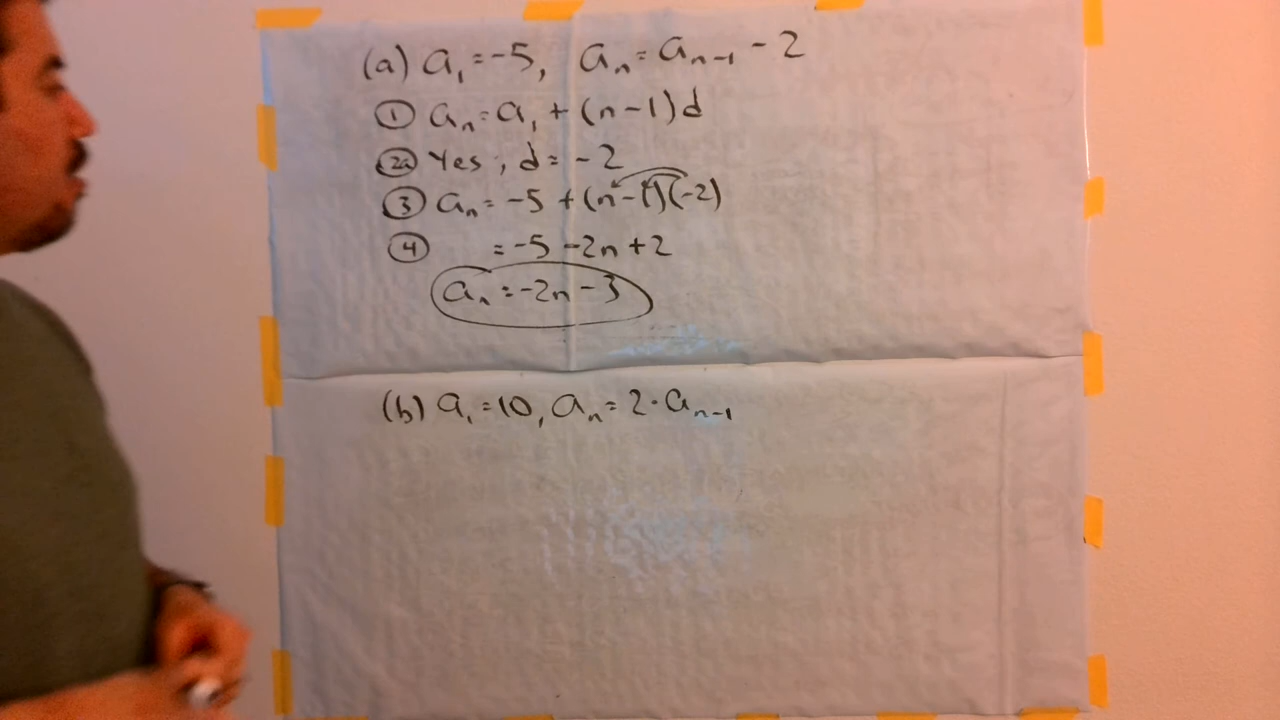 (a) a₁ = -5, aₙ = aₙ₋₁ - 2
① aₙ = a₁ + (n-1)d
2a Yes, d = -2
③ aₙ = -5 + (n-1)(-2)
④ = -5 -2n + 2
aₙ = -2n - 3
(b) a₁ = 10, aₙ = 2·aₙ₋₁